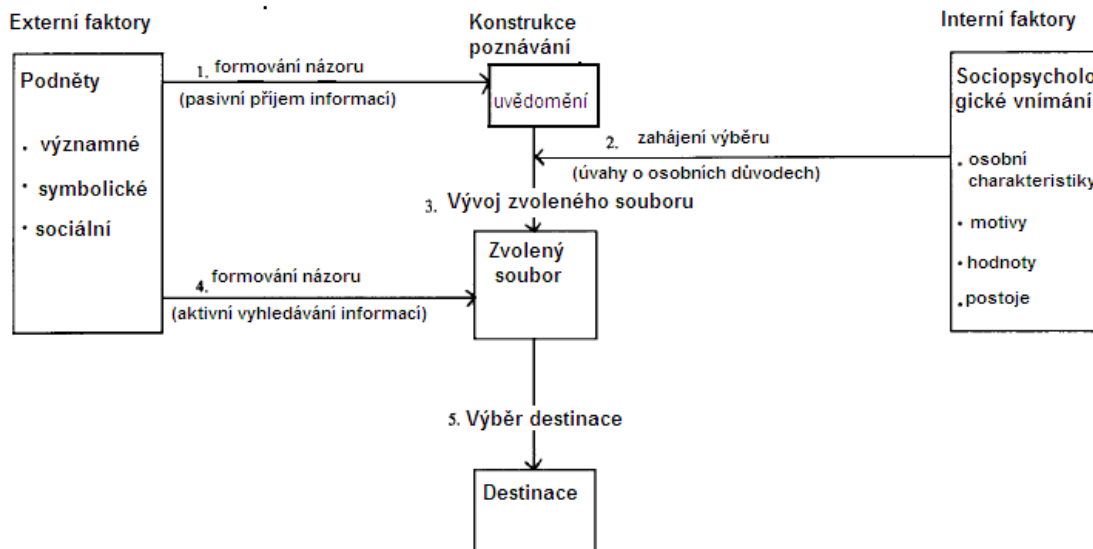 Externí faktory
Podněty
• významné
• symbolické
• sociální
1. formování názoru
(pasivní příjem informací)
Konstrukce
poznávání
uvědomění
2. zahájení výběru
(úvahy o osobních důvodech)
3. Vývoj zvoleného souboru
Zvolený
soubor
4. formování názoru
(aktivní vyhledávání informací)
5. Výběr destinace
Destinace
Interní faktory
Sociopsycholo
gické vnímání
• osobní
charakteristiky
• motivy
• hodnoty
• postoje